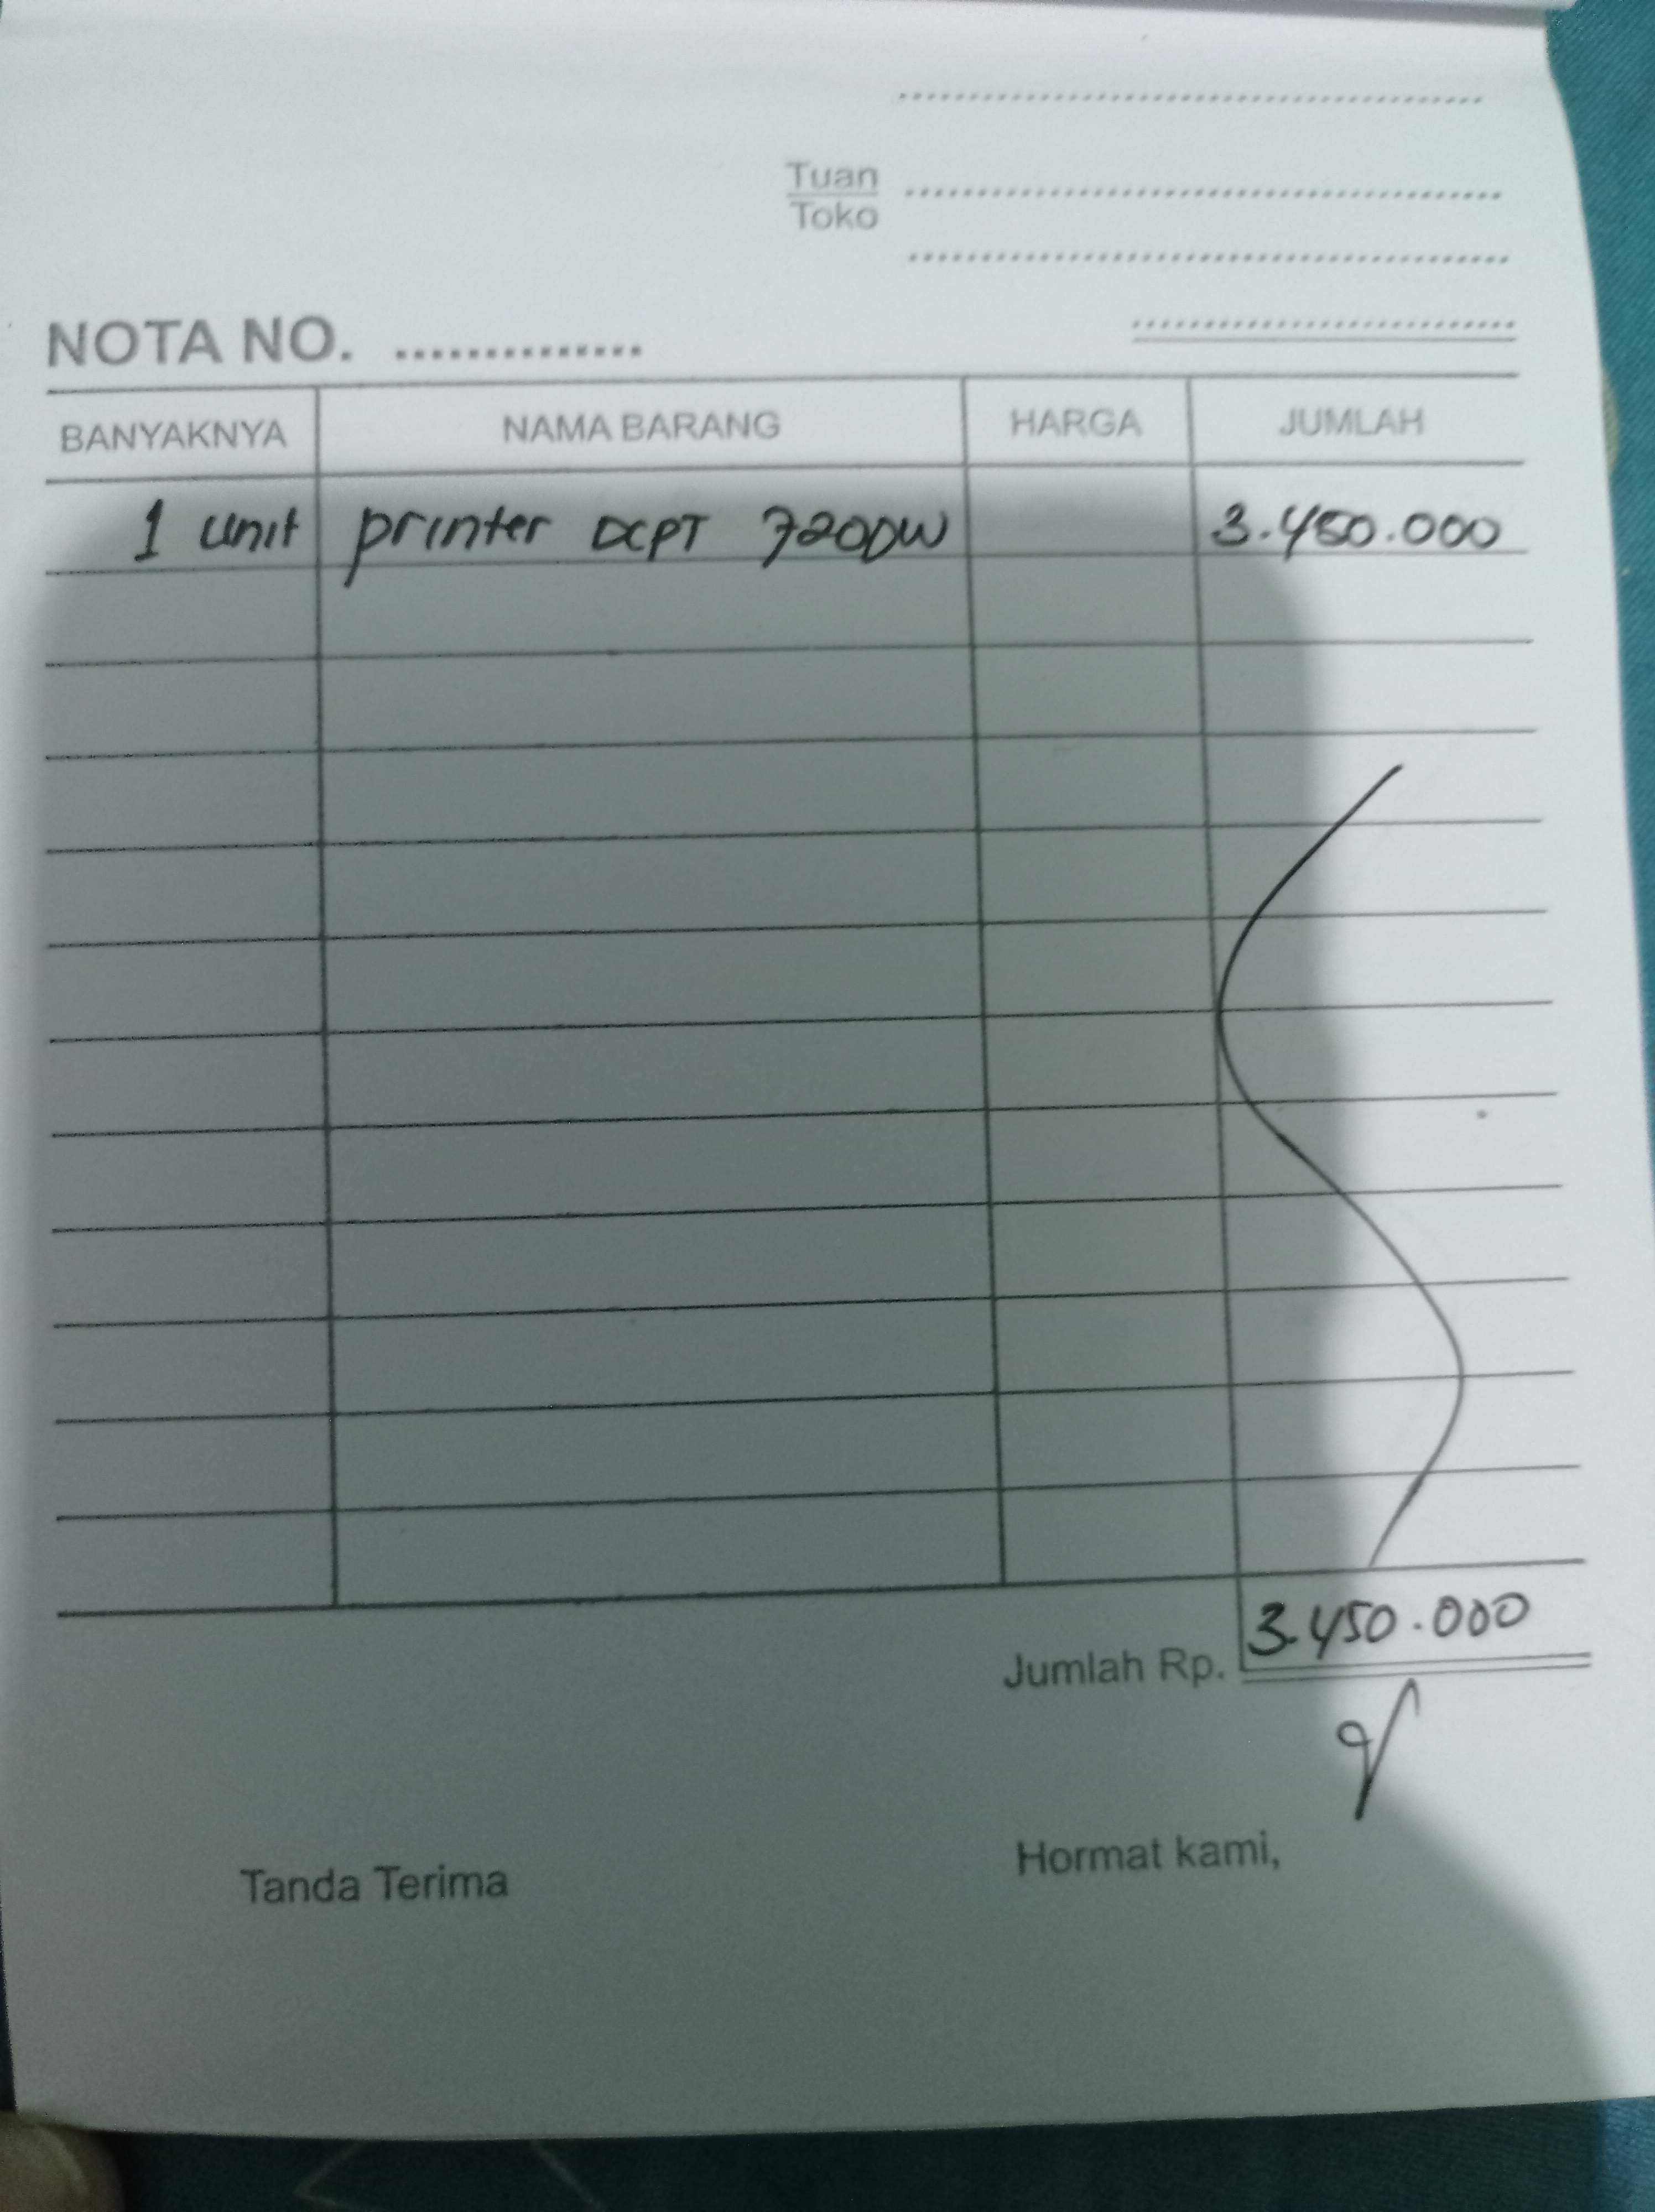 Tuan
Toko
NOTA NO. ..............
BANYAKNYA NAMA BARANG HARGA JUMLAH
1 unit printer DCPT 720DW 3.450.000
Jumlah Rp. 3.450.000
Tanda Terima Hormat kami,